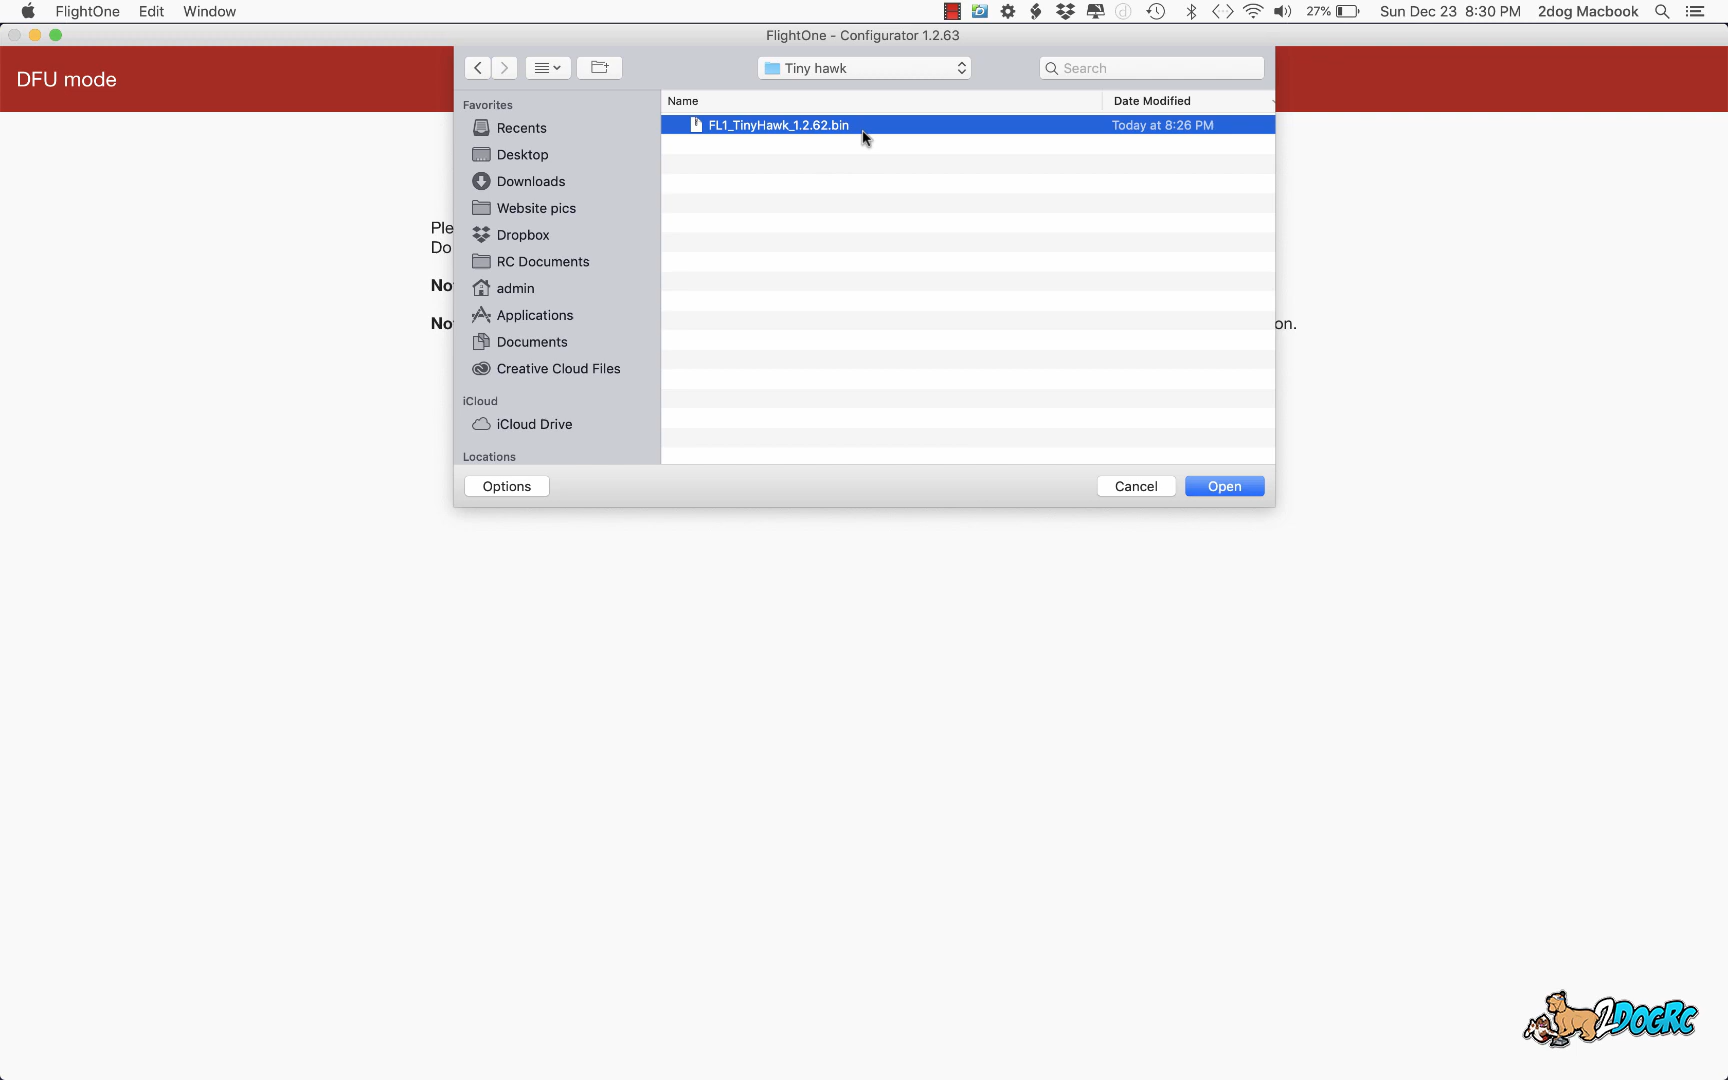 FlightOne Edit Window 27% Sun Dec 23 8:30 PM 2dog Macbook
FlightOne - Configurator 1.2.63
DFU mode
Tiny hawk
Search
Favorites
Recents
Desktop
Downloads
Website pics
Dropbox
RC Documents
admin
Applications
Documents
Creative Cloud Files
iCloud
iCloud Drive
Locations
Name Date Modified
FL1_TinyHawk_1.2.62.bin Today at 8:26 PM
Ple
Do
No
No on.
Options Cancel Open
2DOGRC